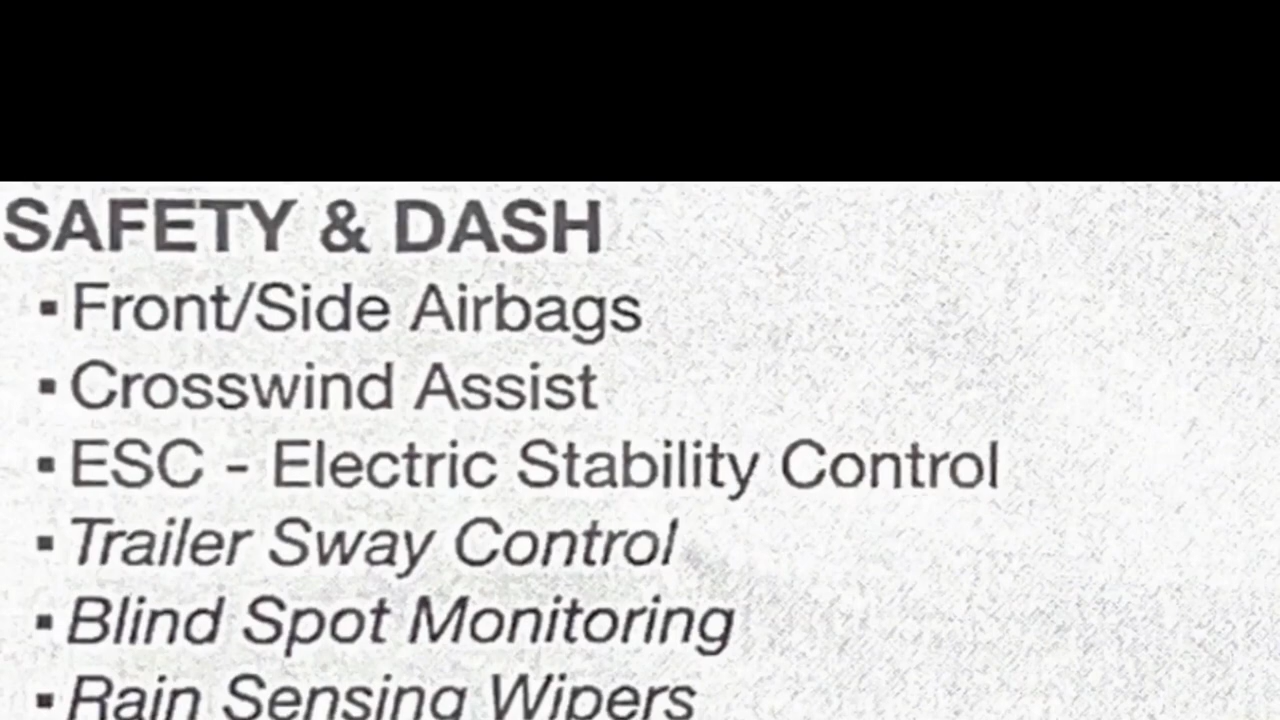 SAFETY & DASH
▪ Front/Side Airbags
▪ Crosswind Assist
▪ ESC - Electric Stability Control
▪ Trailer Sway Control
▪ Blind Spot Monitoring
▪ Rain Sensing Wipers